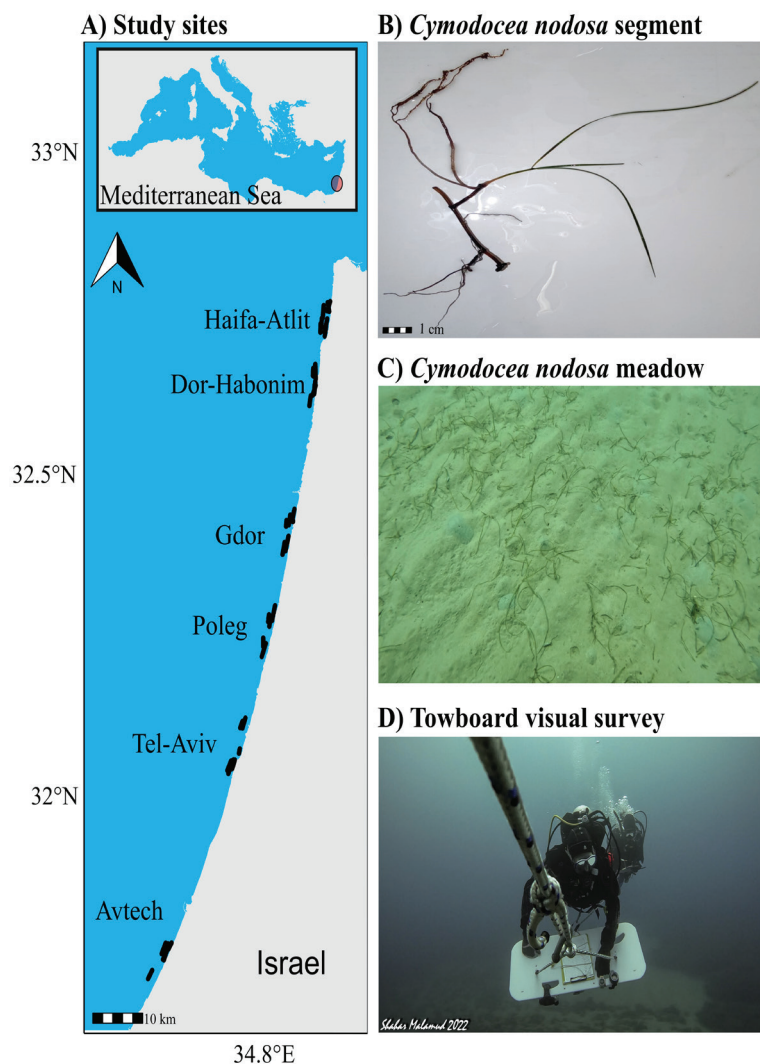 A) Study sites
33°N
32.5°N
32°N
34.8°E
Mediterranean Sea
N
Haifa-Atlit
Dor-Habonim
Gdor
Poleg
Tel-Aviv
Avtech
Israel
10 km
B) Cymodocea nodosa segment
1 cm
C) Cymodocea nodosa meadow
D) Towboard visual survey
Shahar Malamud 2022